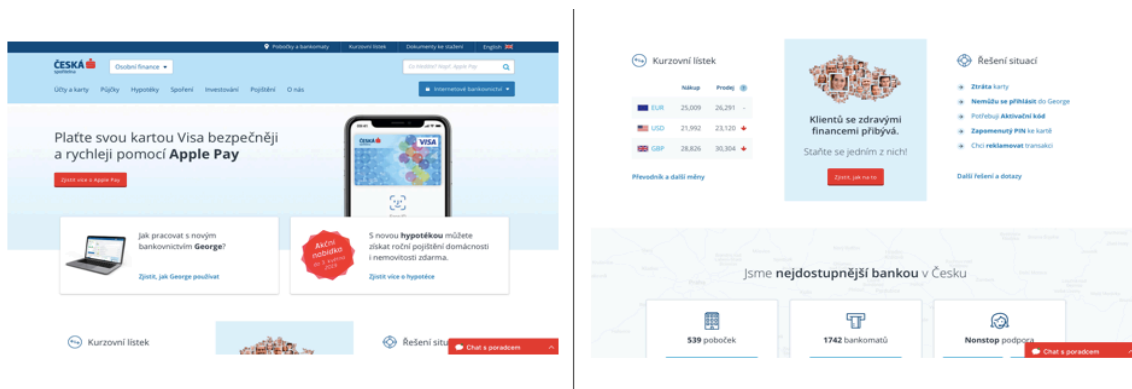 Pobočky a bankomaty Kurzovní lístek Dokumenty ke stažení English
ČESKÁ
spořitelna
Osobní finance
Co hledáte? Např. Apple Pay
Účty a karty Půjčky Hypotéky Spoření Investování Pojištění O nás
Internetové bankovnictví
Plaťte svou kartou Visa bezpečněji
a rychleji pomocí Apple Pay
Zjistit více o Apple Pay
ČESKÁ
VISA
Jak pracovat s novým
bankovnictvím George?
Zjistit, jak George používat
Akční
nabídka
S novou hypotékou můžete
získat roční pojištění domácnosti
i nemovitosti zdarma.
Zjistit více o hypotéce
Kurzovní lístek
Řešení situ
Chat s poradcem
Kurzovní lístek
Nákup Prodej
EUR 25,009 26,291 -
USD 21,992 23,120
GBP 28,826 30,304
Převodník a další měny
Klientů se zdravými
financemi přibývá.
Staňte se jedním z nich!
Zjistit, jak na to
Řešení situací
Ztráta karty
Nemůžu se přihlásit do George
Potřebuji Aktivační kód
Zapomenutý PIN ke kartě
Chci reklamovat transakci
Další řešení a dotazy
Jsme nejdostupnější bankou v Česku
539 poboček
1742 bankomatů
Nonstop podpora
Chat s poradcem